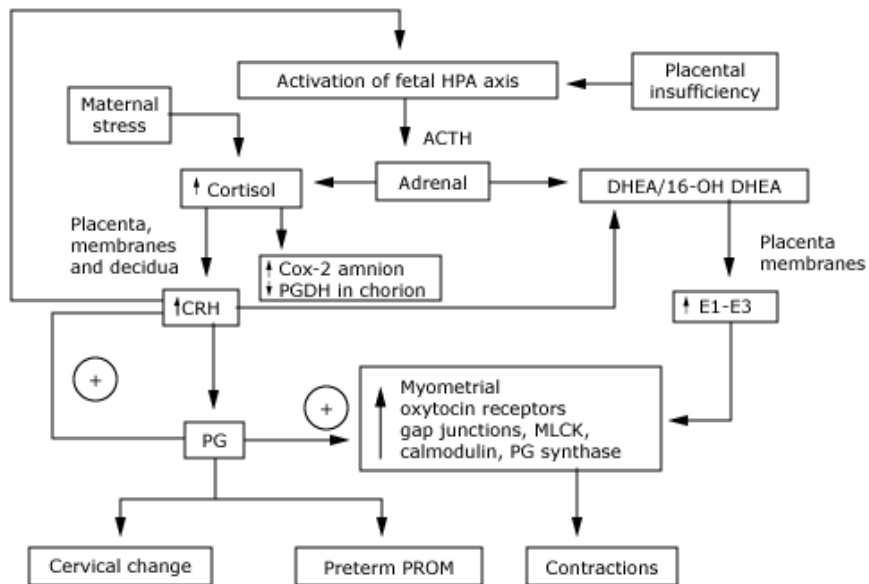 Activation of fetal HPA axis
Placental
insufficiency
Maternal
stress
ACTH
↑ Cortisol
Adrenal
DHEA/16-OH DHEA
Placenta,
membranes
and decidua
Placenta
membranes
↑ Cox-2 amnion
↓ PGDH in chorion
↑CRH
↑ E1-E3
+
+
Myometrial
oxytocin receptors
gap junctions, MLCK,
calmodulin, PG synthase
PG
Cervical change
Preterm PROM
Contractions